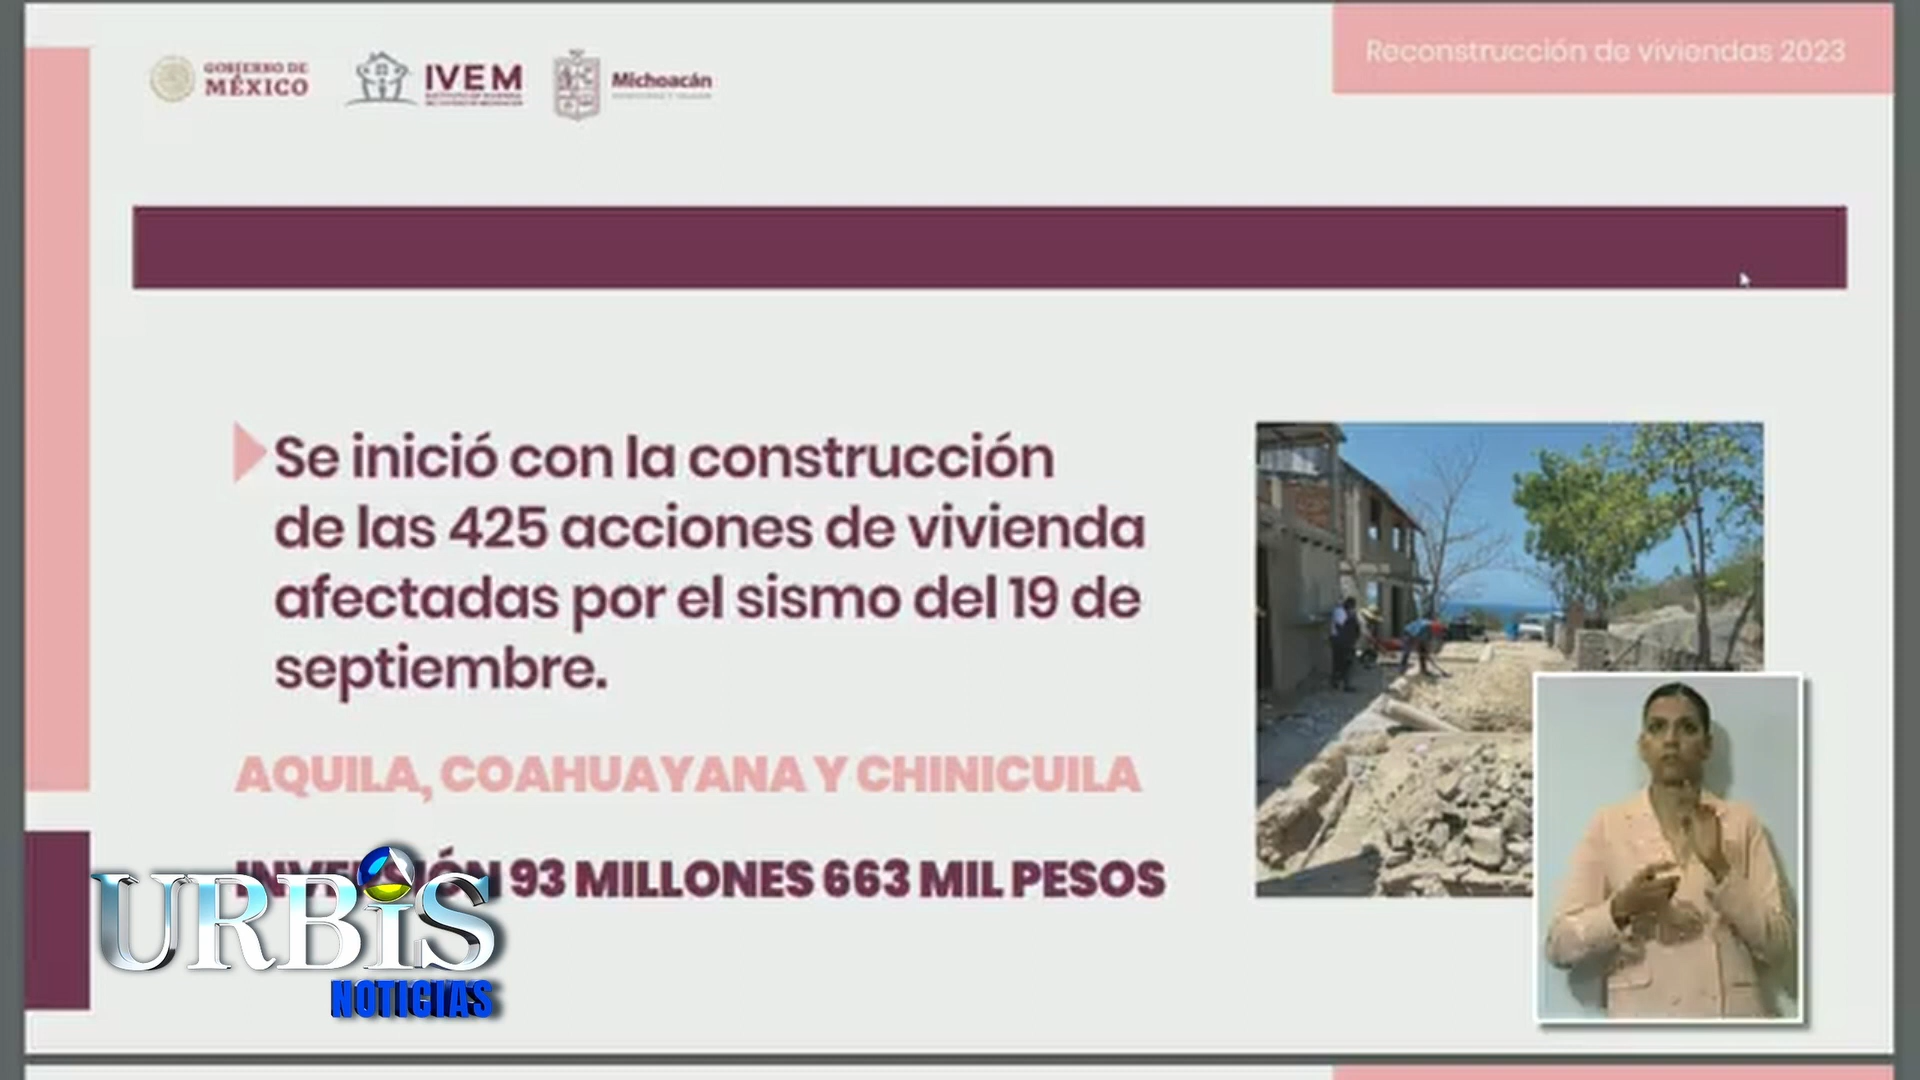 Reconstrucción de viviendas 2023
GOBIERNO DE
MÉXICO
IVEM
Michoacán
Se inició con la construcción
de las 425 acciones de vivienda
afectadas por el sismo del 19 de
septiembre.
AQUILA, COAHUAYANA Y CHINICUILA
INVERSIÓN 93 MILLONES 663 MIL PESOS
URBiS
NOTICIAS